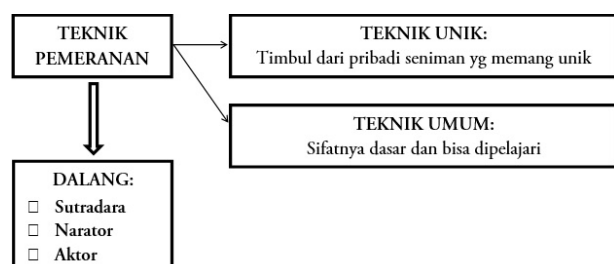 TEKNIK
PEMERANAN
TEKNIK UNIK:
Timbul dari pribadi seniman yg memang unik
TEKNIK UMUM:
Sifatnya dasar dan bisa dipelajari
DALANG:
□ Sutradara
□ Narator
□ Aktor